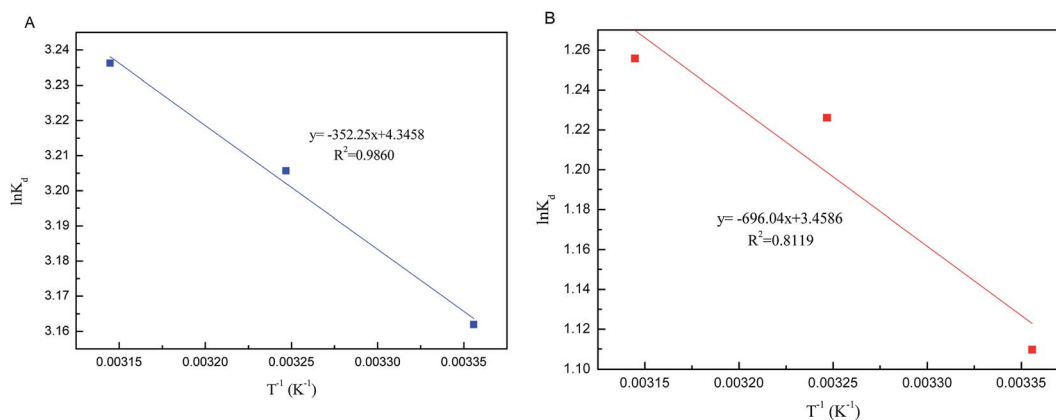 A
3.24
3.23
3.22
3.21
3.20
3.19
3.18
3.17
3.16
lnK_d
y= -352.25x+4.3458
R²=0.9860
0.00315 0.00320 0.00325 0.00330 0.00335
T⁻¹ (K⁻¹)
B
1.26
1.24
1.22
1.20
1.18
1.16
1.14
1.12
1.10
lnK_d
y= -696.04x+3.4586
R²=0.8119
0.00315 0.00320 0.00325 0.00330 0.00335
T⁻¹ (K⁻¹)